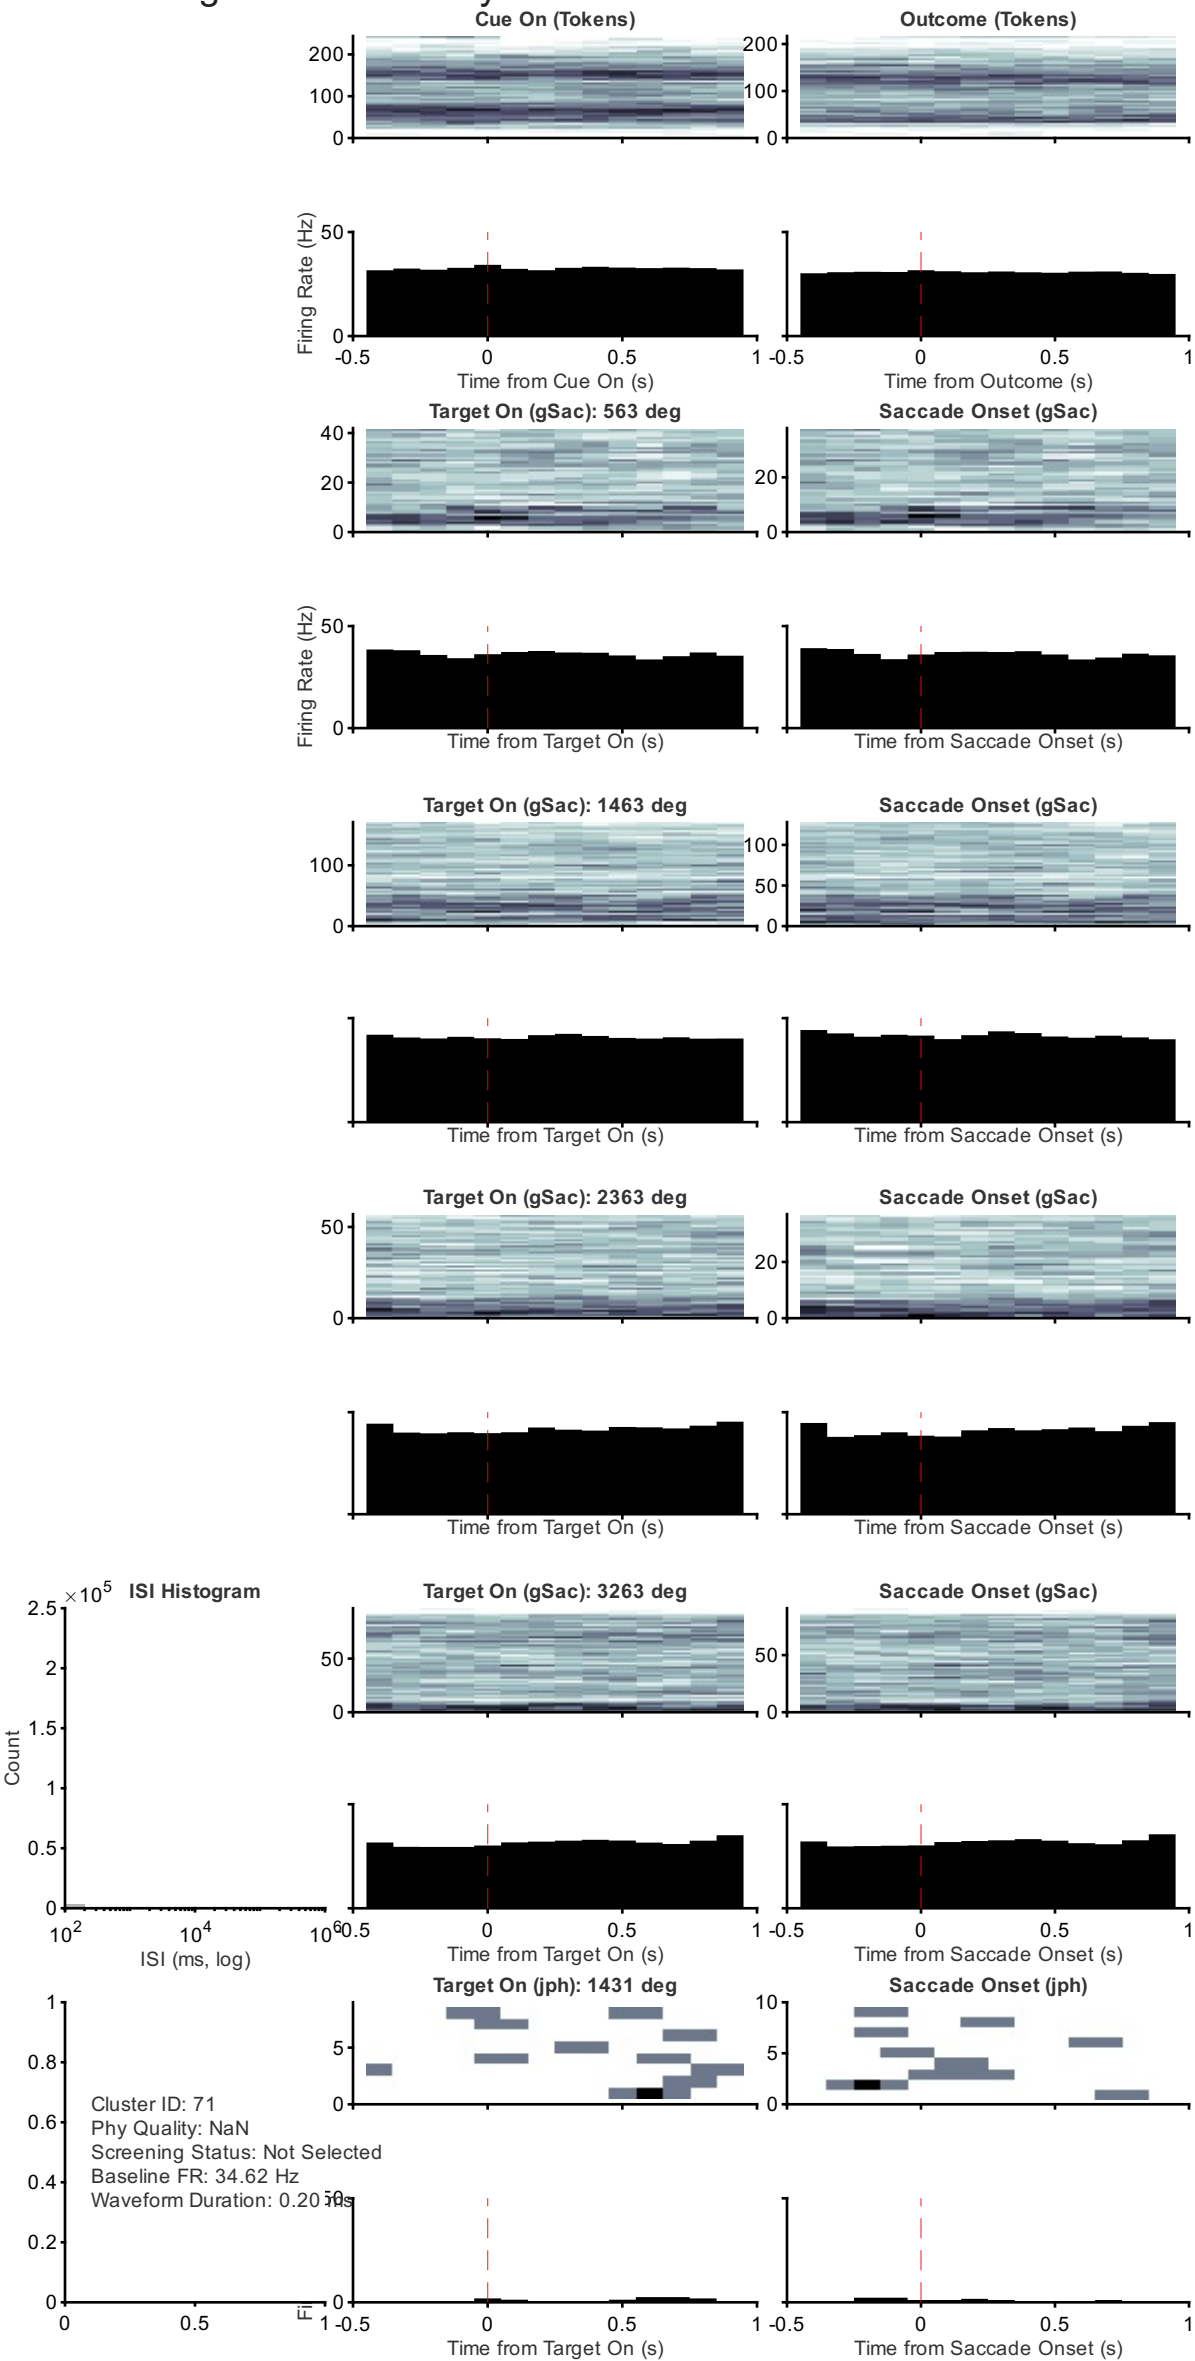 Cue On (Tokens)
Outcome (Tokens)
200
100
0
200
100
0
Firing Rate (Hz)
50
0
-0.5
0
0.5
1
-0.5
0
0.5
1
Time from Cue On (s)
Time from Outcome (s)
Target On (gSac): 563 deg
Saccade Onset (gSac)
40
20
0
20
0
Firing Rate (Hz)
50
0
Time from Target On (s)
Time from Saccade Onset (s)
Target On (gSac): 1463 deg
Saccade Onset (gSac)
100
0
100
50
0
Time from Target On (s)
Time from Saccade Onset (s)
Target On (gSac): 2363 deg
Saccade Onset (gSac)
50
0
20
0
Time from Target On (s)
Time from Saccade Onset (s)
×10^5
ISI Histogram
Target On (gSac): 3263 deg
Saccade Onset (gSac)
2.5
2
1.5
1
0.5
0
Count
10^2
10^4
10^6
ISI (ms, log)
50
0
50
0
-0.5
0
0.5
1
-0.5
0
0.5
1
Time from Target On (s)
Time from Saccade Onset (s)
Target On (jph): 1431 deg
Saccade Onset (jph)
1
0.8
0.6
0.4
0.2
0
0
0.5
1
Cluster ID: 71
Phy Quality: NaN
Screening Status: Not Selected
Baseline FR: 34.62 Hz
Waveform Duration: 0.20 ms
5
0
10
5
0
50
0
Fi
-0.5
0
0.5
1
-0.5
0
0.5
1
Time from Target On (s)
Time from Saccade Onset (s)